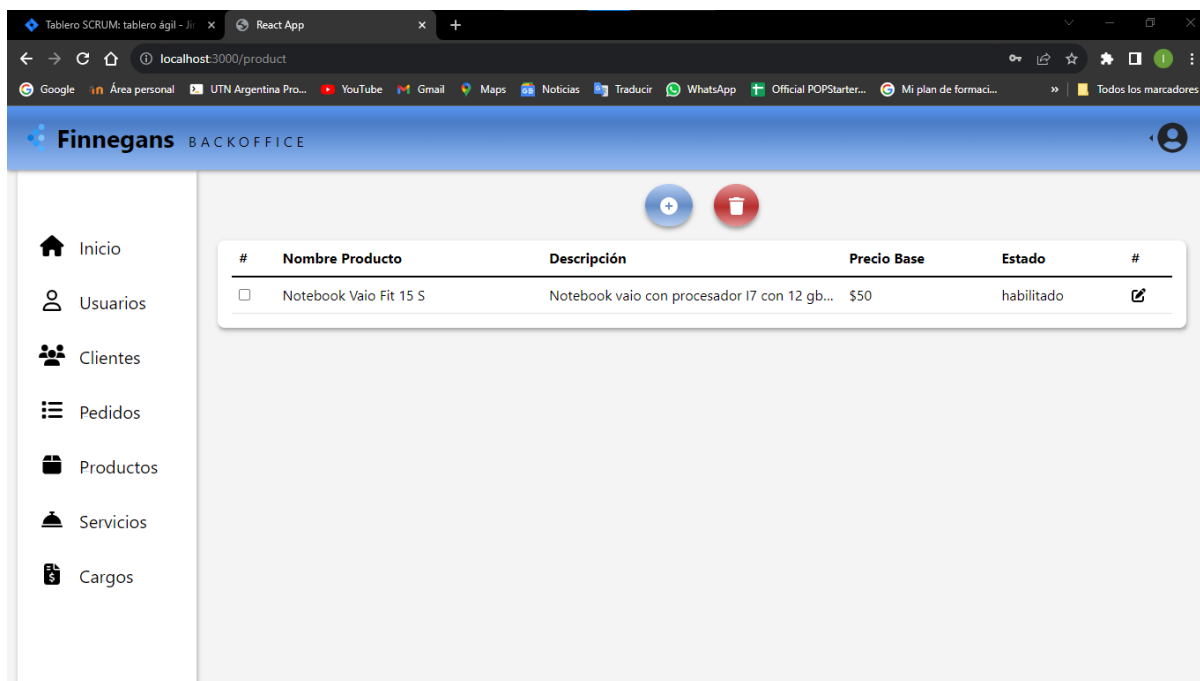 Tablero SCRUM: tablero ágil - Jir
React App
localhost:3000/product
I
Google Área personal UTN Argentina Pro... YouTube Gmail Maps Noticias Traducir WhatsApp Official POPStarter... Mi plan de formaci... » Todos los marcadores
Finnegans BACKOFFICE
Inicio
Usuarios
Clientes
Pedidos
Productos
Servicios
Cargos
# Nombre Producto Descripción Precio Base Estado #
Notebook Vaio Fit 15 S Notebook vaio con procesador I7 con 12 gb... $50 habilitado